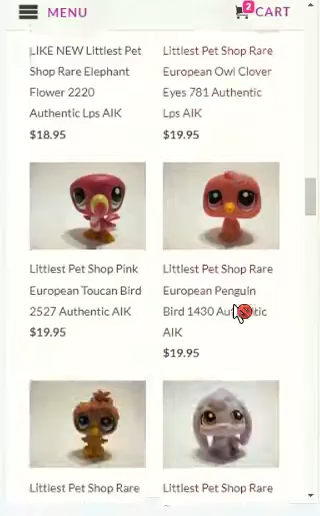 MENU
2
CART
LIKE NEW Littlest Pet
Shop Rare Elephant
Flower 2220
Authentic Lps AIK
$18.95
Littlest Pet Shop Rare
European Owl Clover
Eyes 781 Authentic
Lps AIK
$19.95
Littlest Pet Shop Pink
European Toucan Bird
2527 Authentic AIK
$19.95
Littlest Pet Shop Rare
European Penguin
Bird 1430
AIK
$19.95
Littlest Pet Shop Rare
Littlest Pet Shop Rare